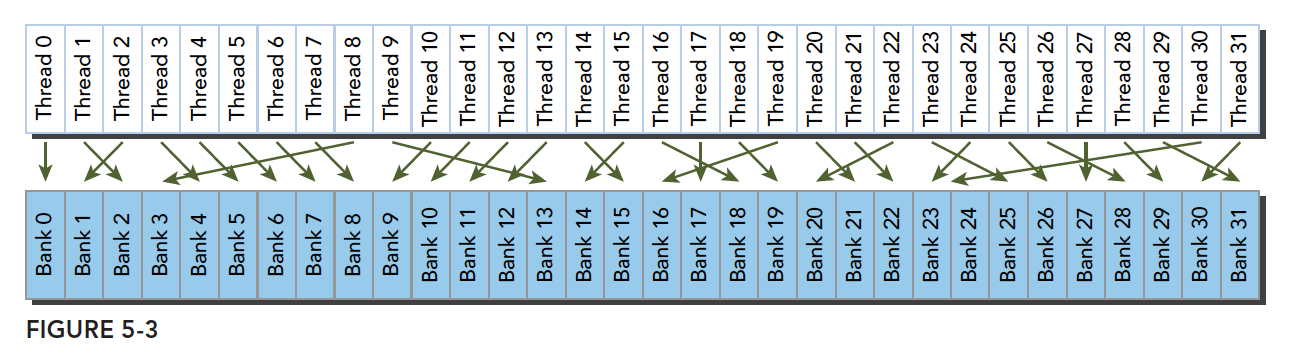 Thread 0 Thread 1 Thread 2 Thread 3 Thread 4 Thread 5 Thread 6 Thread 7 Thread 8 Thread 9 Thread 10 Thread 11 Thread 12 Thread 13 Thread 14 Thread 15 Thread 16 Thread 17 Thread 18 Thread 19 Thread 20 Thread 21 Thread 22 Thread 23 Thread 24 Thread 25 Thread 26 Thread 27 Thread 28 Thread 29 Thread 30 Thread 31
Bank 0 Bank 1 Bank 2 Bank 3 Bank 4 Bank 5 Bank 6 Bank 7 Bank 8 Bank 9 Bank 10 Bank 11 Bank 12 Bank 13 Bank 14 Bank 15 Bank 16 Bank 17 Bank 18 Bank 19 Bank 20 Bank 21 Bank 22 Bank 23 Bank 24 Bank 25 Bank 26 Bank 27 Bank 28 Bank 29 Bank 30 Bank 31
FIGURE 5-3